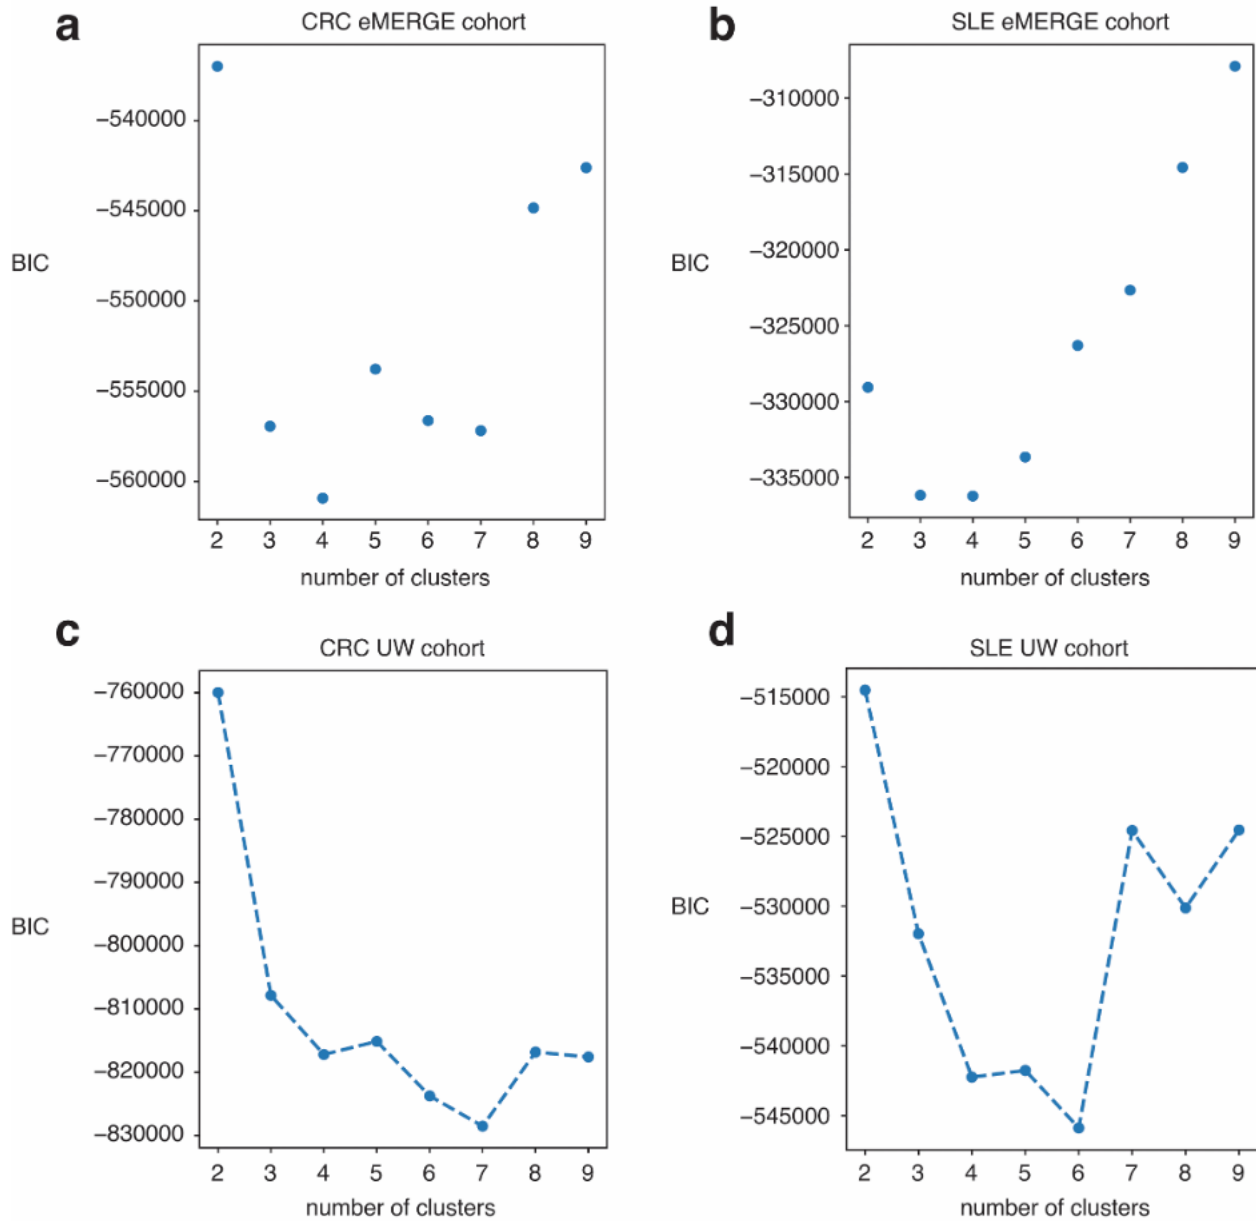 a
CRC eMERGE cohort
BIC
−540000
−545000
−550000
−555000
−560000
2 3 4 5 6 7 8 9
number of clusters
b
SLE eMERGE cohort
BIC
−310000
−315000
−320000
−325000
−330000
−335000
2 3 4 5 6 7 8 9
number of clusters
c
CRC UW cohort
BIC
−760000
−770000
−780000
−790000
−800000
−810000
−820000
−830000
2 3 4 5 6 7 8 9
number of clusters
d
SLE UW cohort
BIC
−515000
−520000
−525000
−530000
−535000
−540000
−545000
2 3 4 5 6 7 8 9
number of clusters